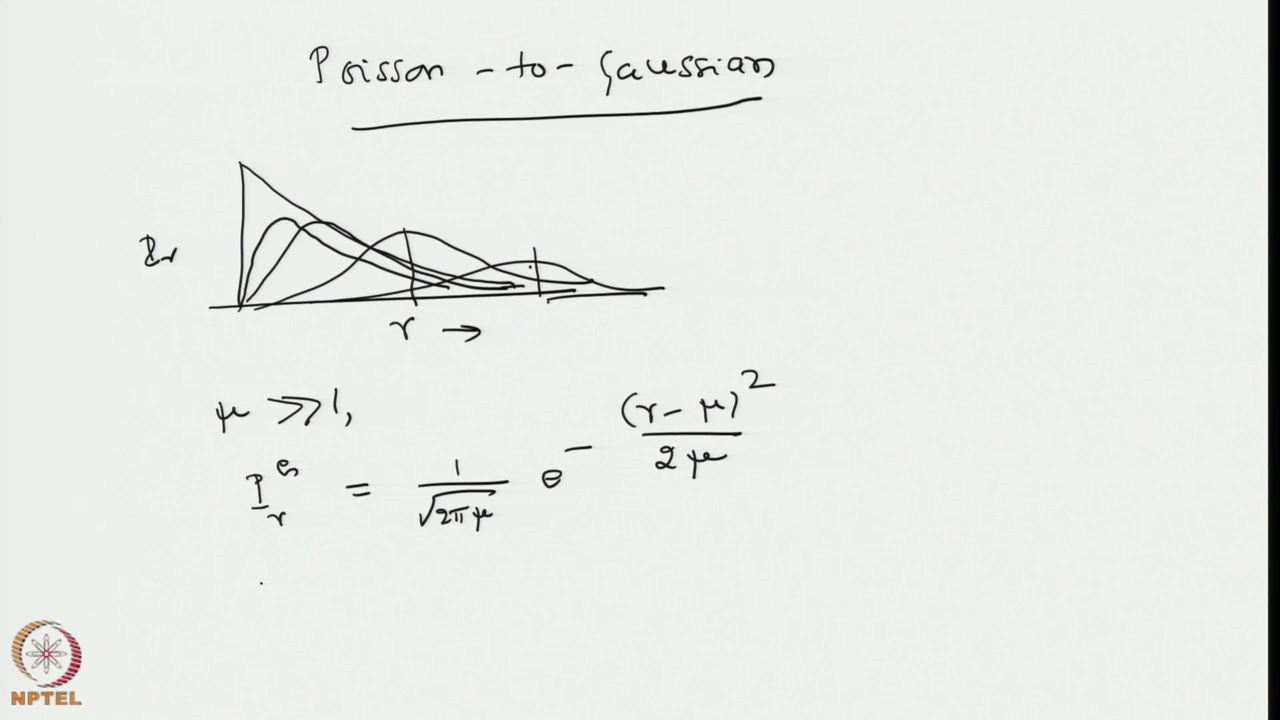 Poisson - to - Gaussian
P_r
r →
μ >> 1,
P_r^G = 1/√(2πμ) e^-(r - μ)^2/2μ
NPTEL